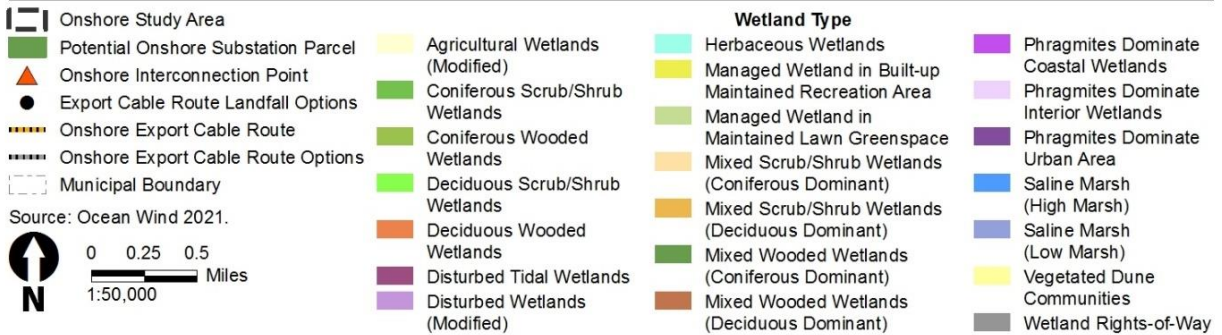 Onshore Study Area
Potential Onshore Substation Parcel
Onshore Interconnection Point
Export Cable Route Landfall Options
Onshore Export Cable Route
Onshore Export Cable Route Options
Municipal Boundary
Source: Ocean Wind 2021.
0 0.25 0.5
Miles
1:50,000
N
Wetland Type
Agricultural Wetlands
(Modified)
Coniferous Scrub/Shrub
Wetlands
Coniferous Wooded
Wetlands
Deciduous Scrub/Shrub
Wetlands
Deciduous Wooded
Wetlands
Disturbed Tidal Wetlands
Disturbed Wetlands
(Modified)
Herbaceous Wetlands
Managed Wetland in Built-up
Maintained Recreation Area
Managed Wetland in
Maintained Lawn Greenspace
Mixed Scrub/Shrub Wetlands
(Coniferous Dominant)
Mixed Scrub/Shrub Wetlands
(Deciduous Dominant)
Mixed Wooded Wetlands
(Coniferous Dominant)
Mixed Wooded Wetlands
(Deciduous Dominant)
Phragmites Dominate
Coastal Wetlands
Phragmites Dominate
Interior Wetlands
Phragmites Dominate
Urban Area
Saline Marsh
(High Marsh)
Saline Marsh
(Low Marsh)
Vegetated Dune
Communities
Wetland Rights-of-Way